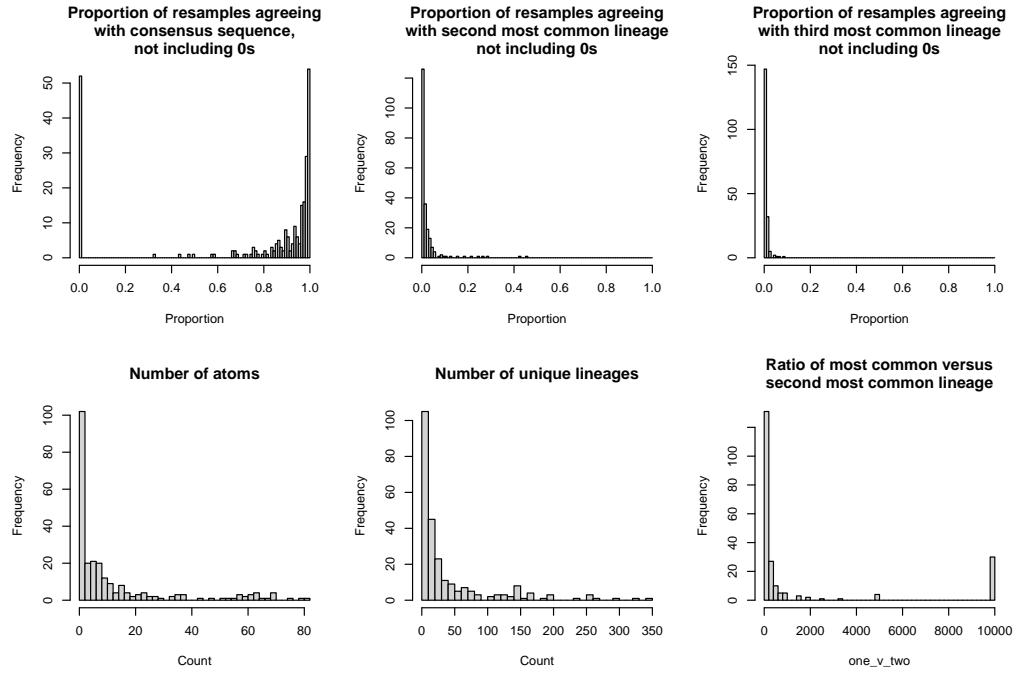 Proportion of resamples agreeing
with consensus sequence,
not including 0s
Frequency
0
10
20
30
40
50
0.0 0.2 0.4 0.6 0.8 1.0
Proportion
Proportion of resamples agreeing
with second most common lineage
not including 0s
Frequency
0
20
40
60
80
100
0.0 0.2 0.4 0.6 0.8 1.0
Proportion
Proportion of resamples agreeing
with third most common lineage
not including 0s
Frequency
0
50
100
150
0.0 0.2 0.4 0.6 0.8 1.0
Proportion
Number of atoms
Frequency
0
20
40
60
80
100
0 20 40 60 80
Count
Number of unique lineages
Frequency
0
20
40
60
80
100
0 50 100 150 200 250 300 350
Count
Ratio of most common versus
second most common lineage
Frequency
0
20
40
60
80
100
0 2000 4000 6000 8000 10000
one_v_two